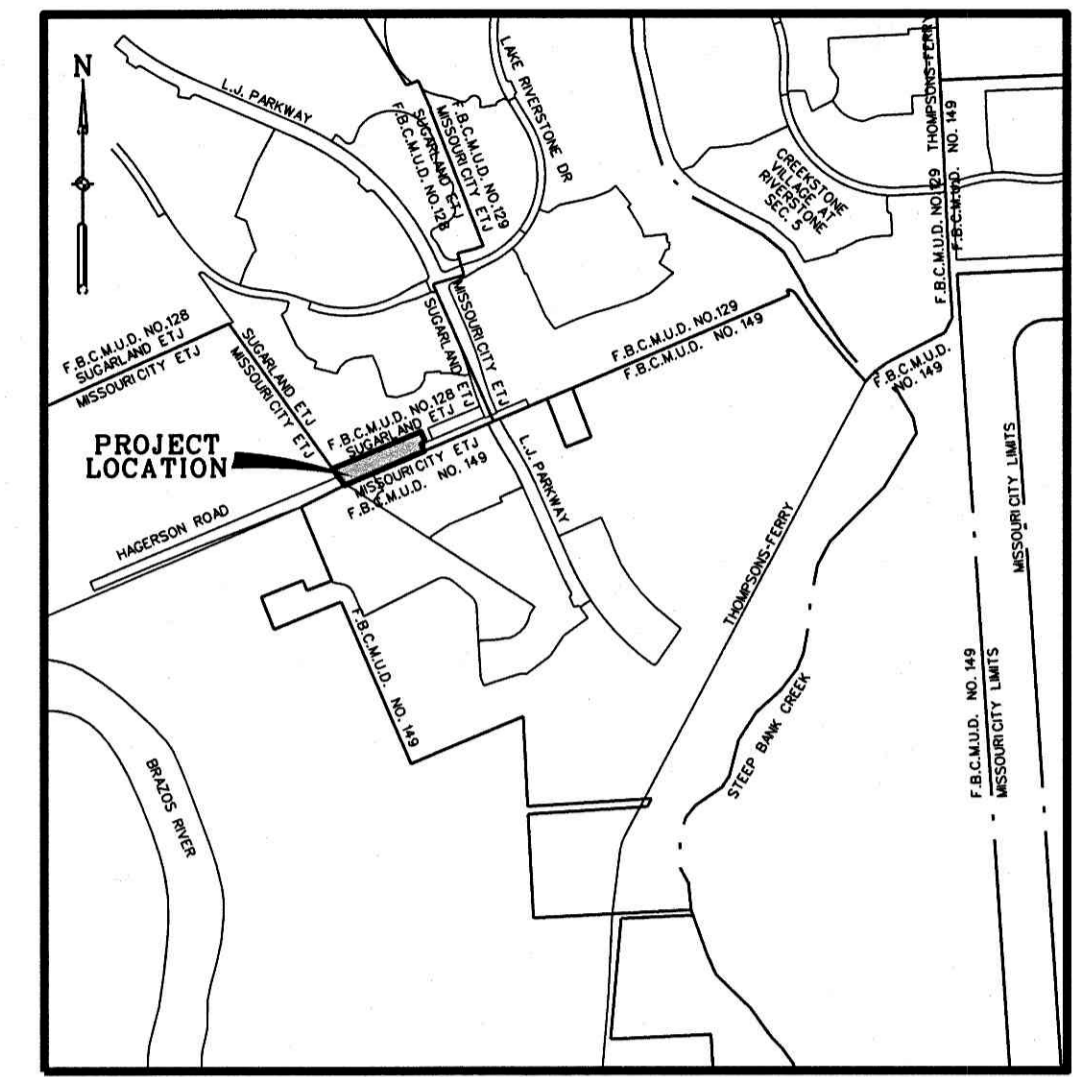 N
L.J. PARKWAY
LAKE RIVERSTONE DR
F.B.C.M.U.D. NO.129
MISSOURI CITY ETJ
SUGARLAND ETJ
F.B.C.M.U.D. NO.128
CREEKSTONE
VILLAGE AT
RIVERSTONE
SEC. 5
THOMPSONS-FERRY
F.B.C.M.U.D. NO.129
F.B.C.M.U.D. NO. 149
F.B.C.M.U.D. NO.128
SUGARLAND ETJ
MISSOURI CITY ETJ
SUGARLAND ETJ
MISSOURI CITY ETJ
MISSOURI CITY ETJ
SUGARLAND ETJ
F.B.C.M.U.D. NO.129
F.B.C.M.U.D. NO. 149
F.B.C.M.U.D.
NO. 149
F.B.C.M.U.D. NO.128
SUGARLAND ETJ
MISSOURI CITY ETJ
F.B.C.M.U.D. NO. 149
PROJECT
LOCATION
HAGERSON ROAD
L.J. PARKWAY
THOMPSONS-FERRY
MISSOURI CITY LIMITS
F.B.C.M.U.D. NO. 149
STEEP BANK CREEK
F.B.C.M.U.D. NO. 149
MISSOURI CITY LIMITS
BRAZOS RIVER